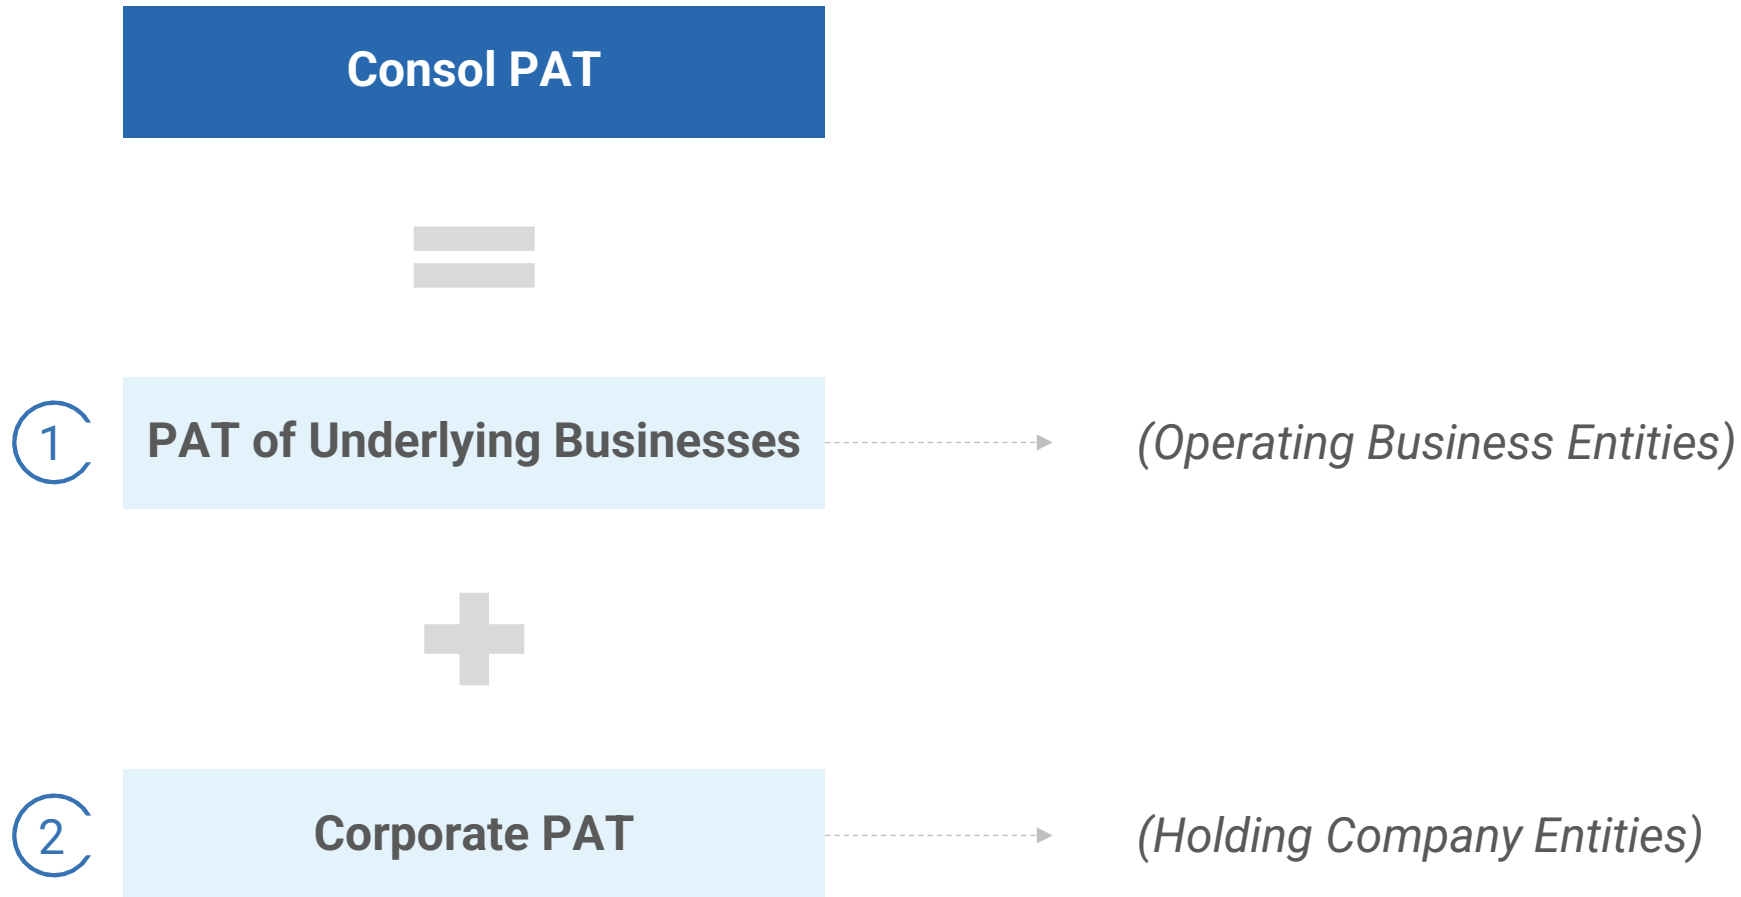 Consol PAT
1
PAT of Underlying Businesses
(Operating Business Entities)
2
Corporate PAT
(Holding Company Entities)